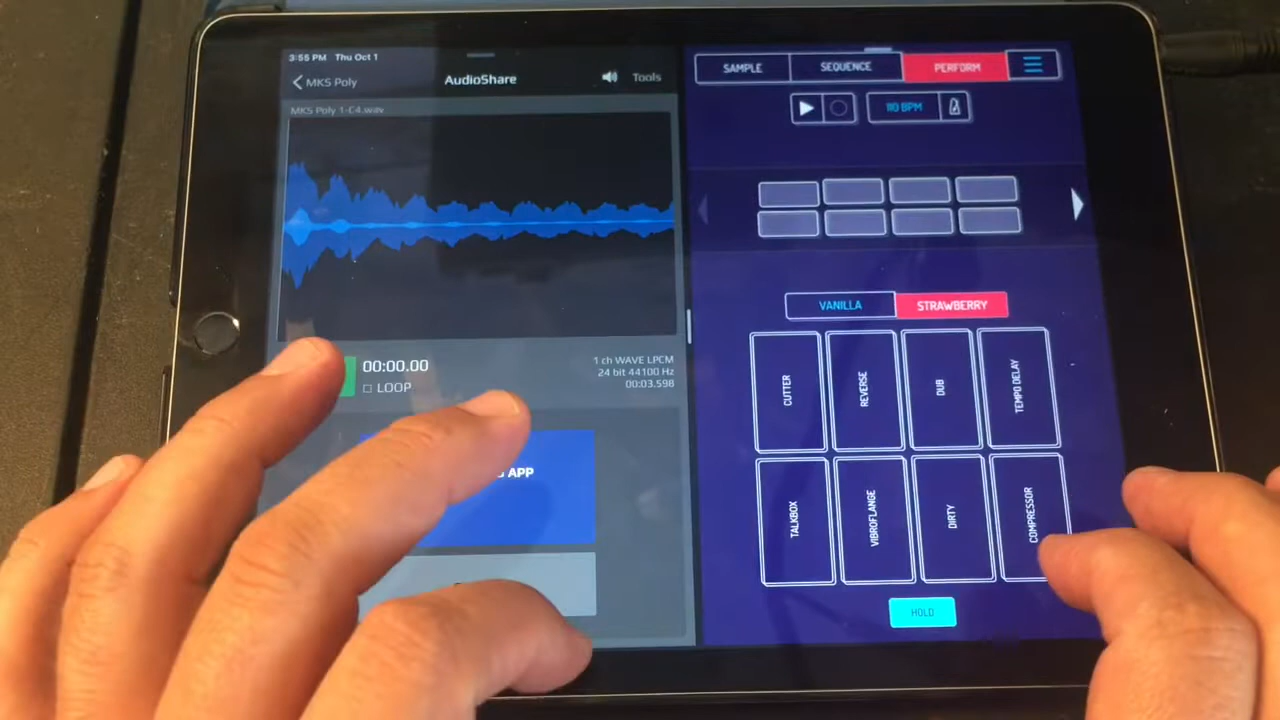 3:55 PM Thu Oct 1
MKS Poly
AudioShare
Tools
MKS Poly 1-C4.wav
00:00.00
LOOP
1 ch WAVE LPCM
24 bit 44100 Hz
00:03.598
APP
SAMPLE
SEQUENCE
PERFORM
110 BPM
VANILLA
STRAWBERRY
CUTTER
REVERSE
DUB
TEMPO DELAY
TALKBOX
VIBROFLANGE
DIRTY
COMPRESSOR
HOLD